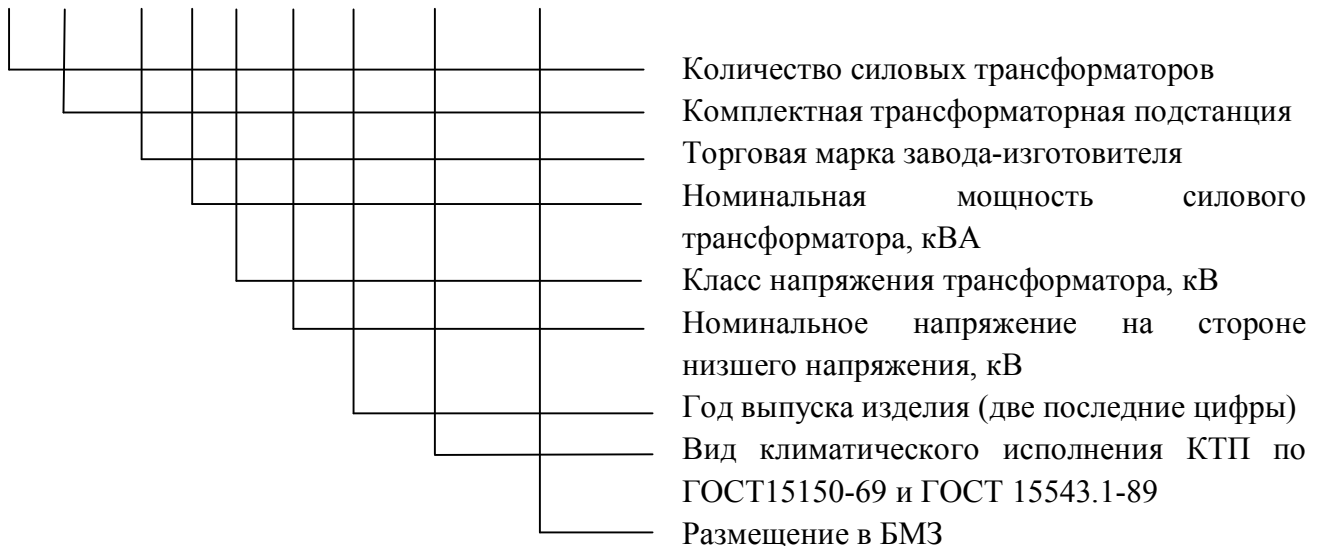 Количество силовых трансформаторов
Комплектная трансформаторная подстанция
Торговая марка завода-изготовителя
Номинальная мощность силового
трансформатора, кВА
Класс напряжения трансформатора, кВ
Номинальное напряжение на стороне
низшего напряжения, кВ
Год выпуска изделия (две последние цифры)
Вид климатического исполнения КТП по
ГОСТ15150-69 и ГОСТ 15543.1-89
Размещение в БМЗ